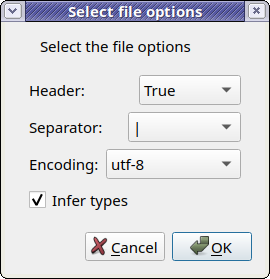 Select file options
Select the file options
Header: True
Separator: |
Encoding: utf-8
Infer types
Cancel OK